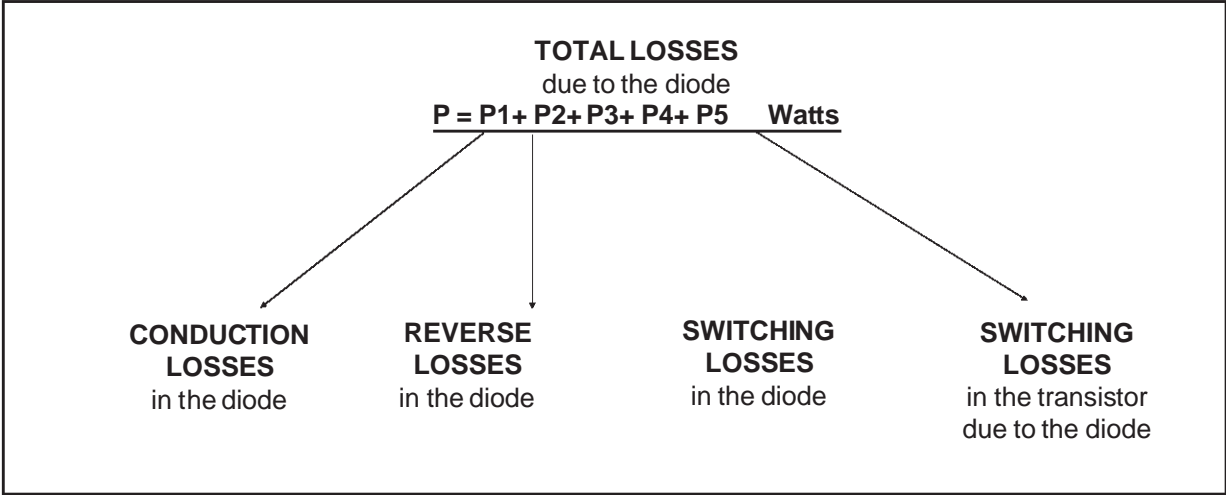 TOTAL LOSSES
due to the diode
P = P1+ P2+ P3+ P4+ P5 Watts
CONDUCTION
LOSSES
in the diode
REVERSE
LOSSES
in the diode
SWITCHING
LOSSES
in the diode
SWITCHING
LOSSES
in the transistor
due to the diode